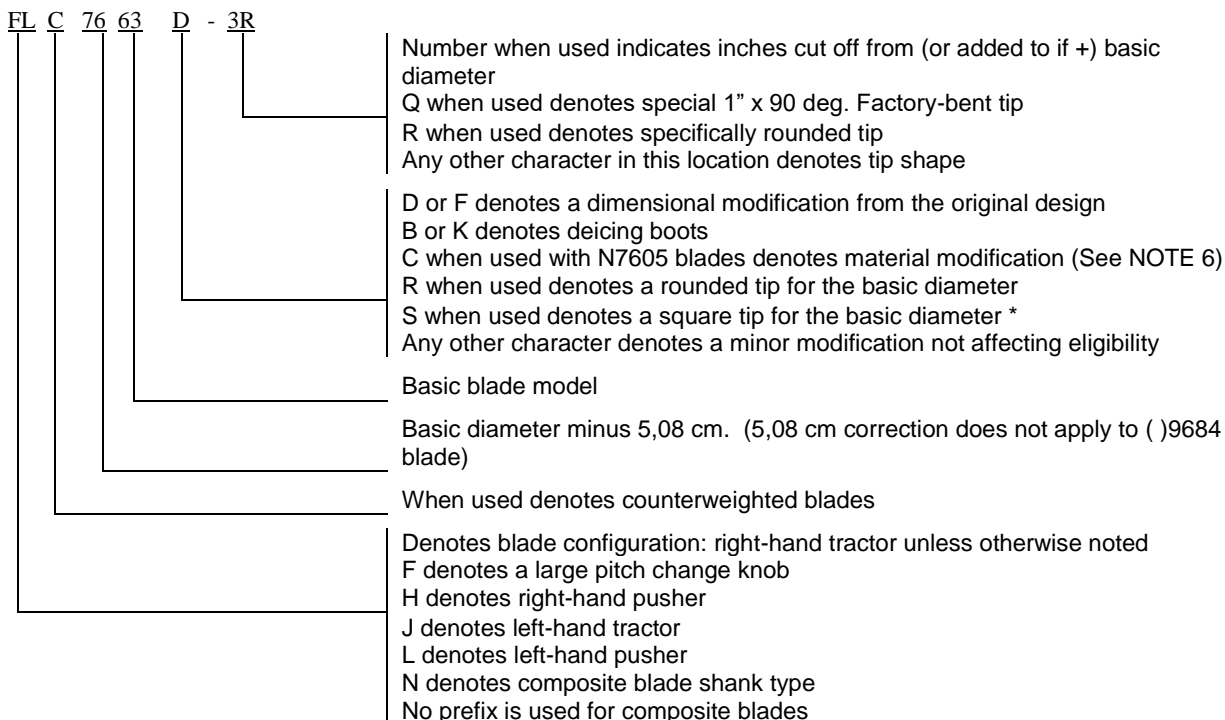 FL C 76 63 D - 3R
Number when used indicates inches cut off from (or added to if +) basic
diameter
Q when used denotes special 1” x 90 deg. Factory-bent tip
R when used denotes specifically rounded tip
Any other character in this location denotes tip shape
D or F denotes a dimensional modification from the original design
B or K denotes deicing boots
C when used with N7605 blades denotes material modification (See NOTE 6)
R when used denotes a rounded tip for the basic diameter
S when used denotes a square tip for the basic diameter *
Any other character denotes a minor modification not affecting eligibility
Basic blade model
Basic diameter minus 5,08 cm. (5,08 cm correction does not apply to ( )9684
blade)
When used denotes counterweighted blades
Denotes blade configuration: right-hand tractor unless otherwise noted
F denotes a large pitch change knob
H denotes right-hand pusher
J denotes left-hand tractor
L denotes left-hand pusher
N denotes composite blade shank type
No prefix is used for composite blades